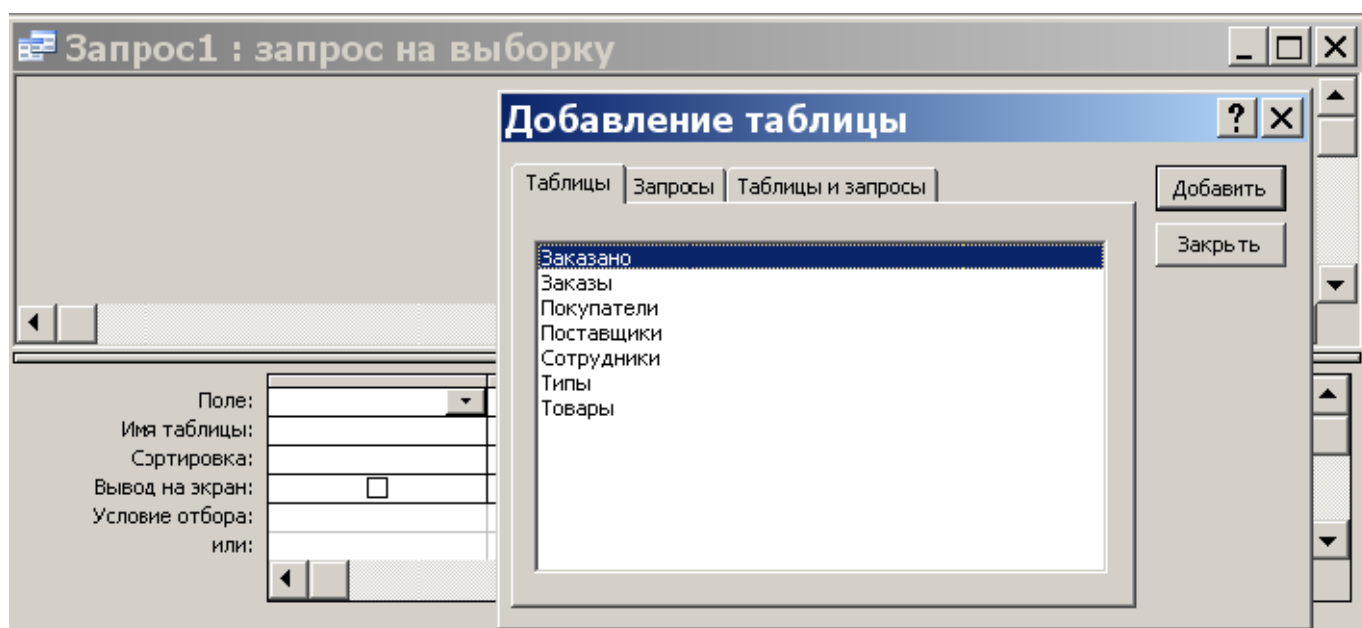 Запрос1 : запрос на выборку
Добавление таблицы
Таблицы
Запросы
Таблицы и запросы
Добавить
Закрыть
Заказано
Заказы
Покупатели
Поставщики
Сотрудники
Типы
Товары
Поле:
Имя таблицы:
Сортировка:
Вывод на экран:
Условие отбора:
или: